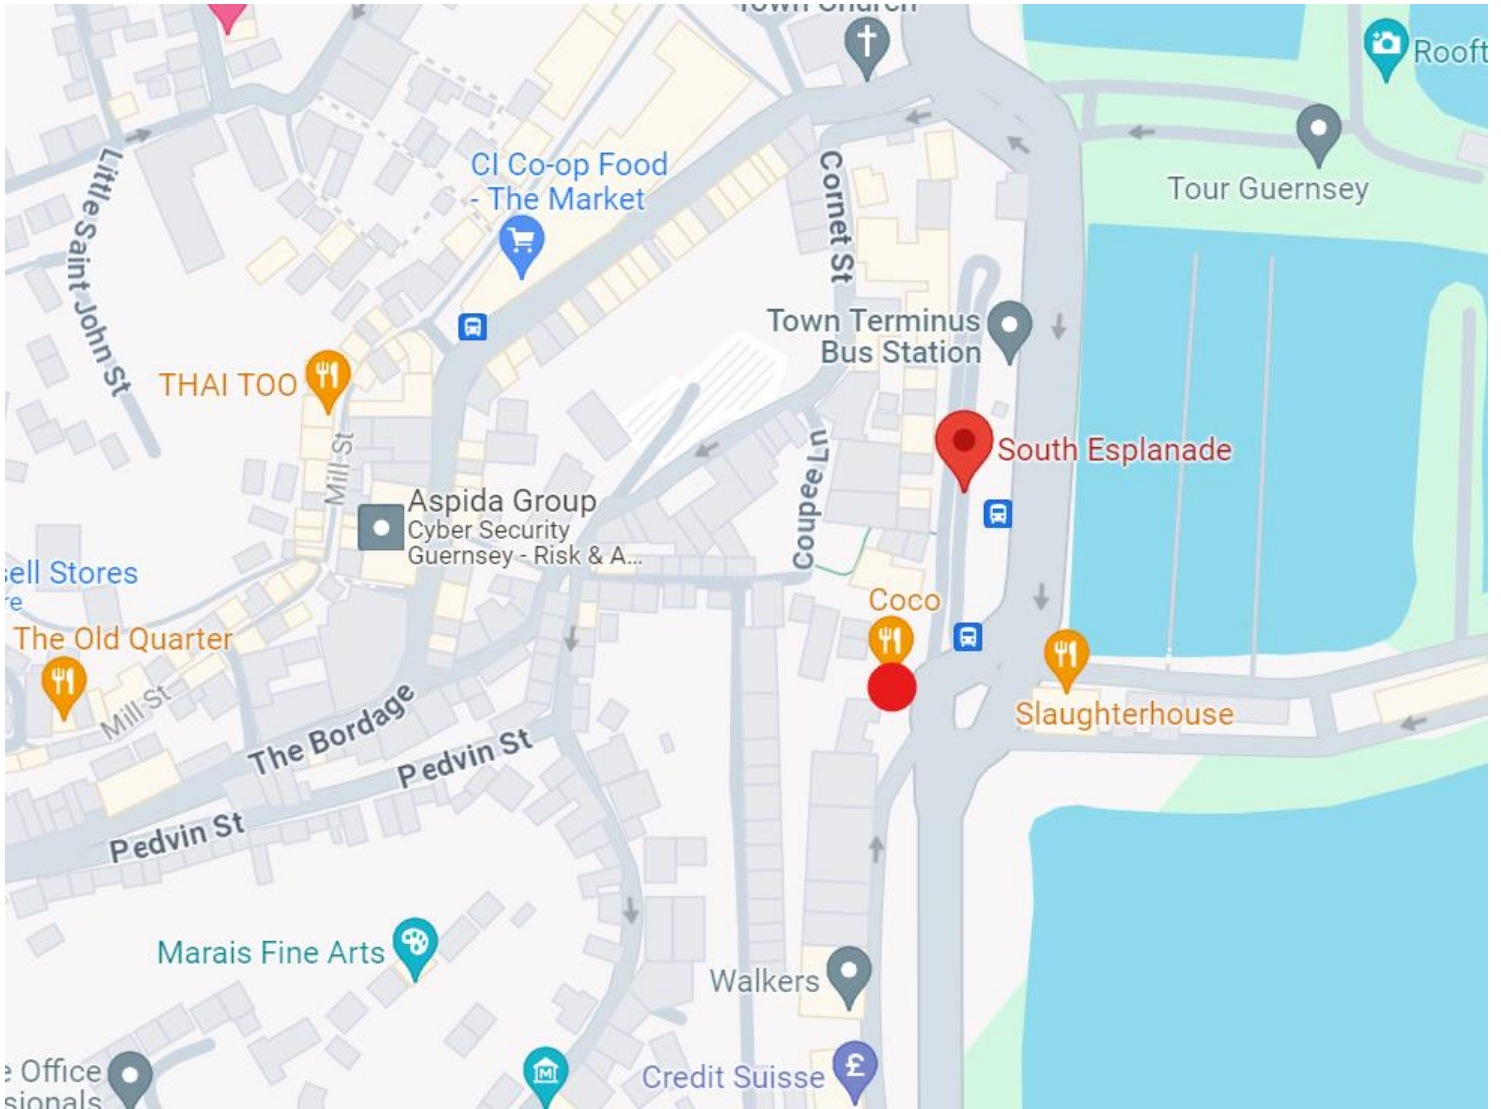 Town Church
Rooft
Tour Guernsey
CI Co-op Food
- The Market
Little Saint John St
Cornet St
Town Terminus
Bus Station
THAI TOO
Mill St
South Esplanade
Coupee Ln
Aspida Group
Cyber Security
Guernsey - Risk & A...
ell Stores
re
Coco
The Old Quarter
Mill St
The Bordage
Slaughterhouse
Pedvin St
Pedvin St
Marais Fine Arts
Walkers
Credit Suisse
£
M
e Office
sionals